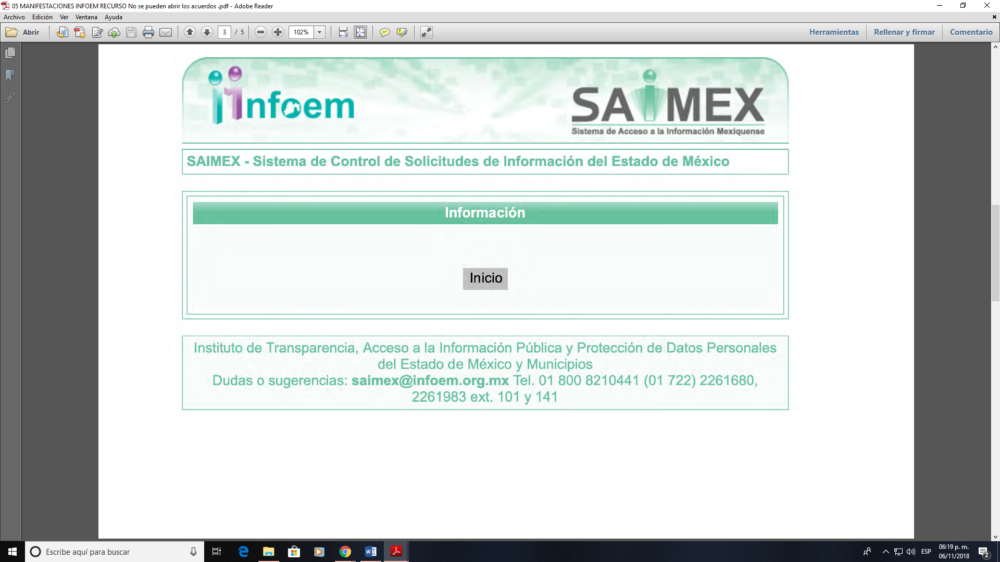 05 MANIFESTACIONES INFOEM RECURSO No se pueden abrir los acuerdos .pdf - Adobe Reader
Archivo Edición Ver Ventana Ayuda
Abrir 3 / 5 102% Herramientas Rellenar y firmar Comentario
infoem
SAIMEX
Sistema de Acceso a la Información Mexiquense
SAIMEX - Sistema de Control de Solicitudes de Información del Estado de México
Información
Inicio
Instituto de Transparencia, Acceso a la Información Pública y Protección de Datos Personales
del Estado de México y Municipios
Dudas o sugerencias: saimex@infoem.org.mx Tel. 01 800 8210441 (01 722) 2261680,
2261983 ext. 101 y 141
Escribe aquí para buscar
ESP
06:19 p. m.
06/11/2018
2